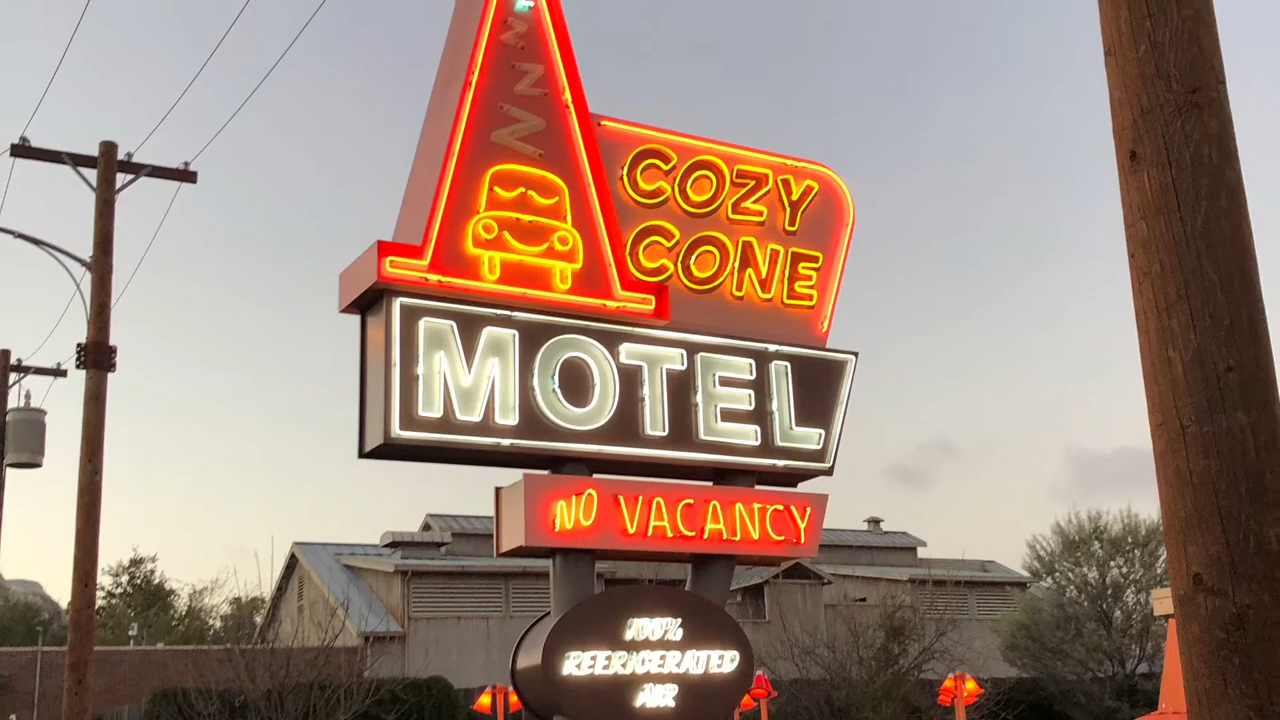 Z
Z
Z
COZY
CONE
MOTEL
NO VACANCY
100%
REFRIGERATED
AIR